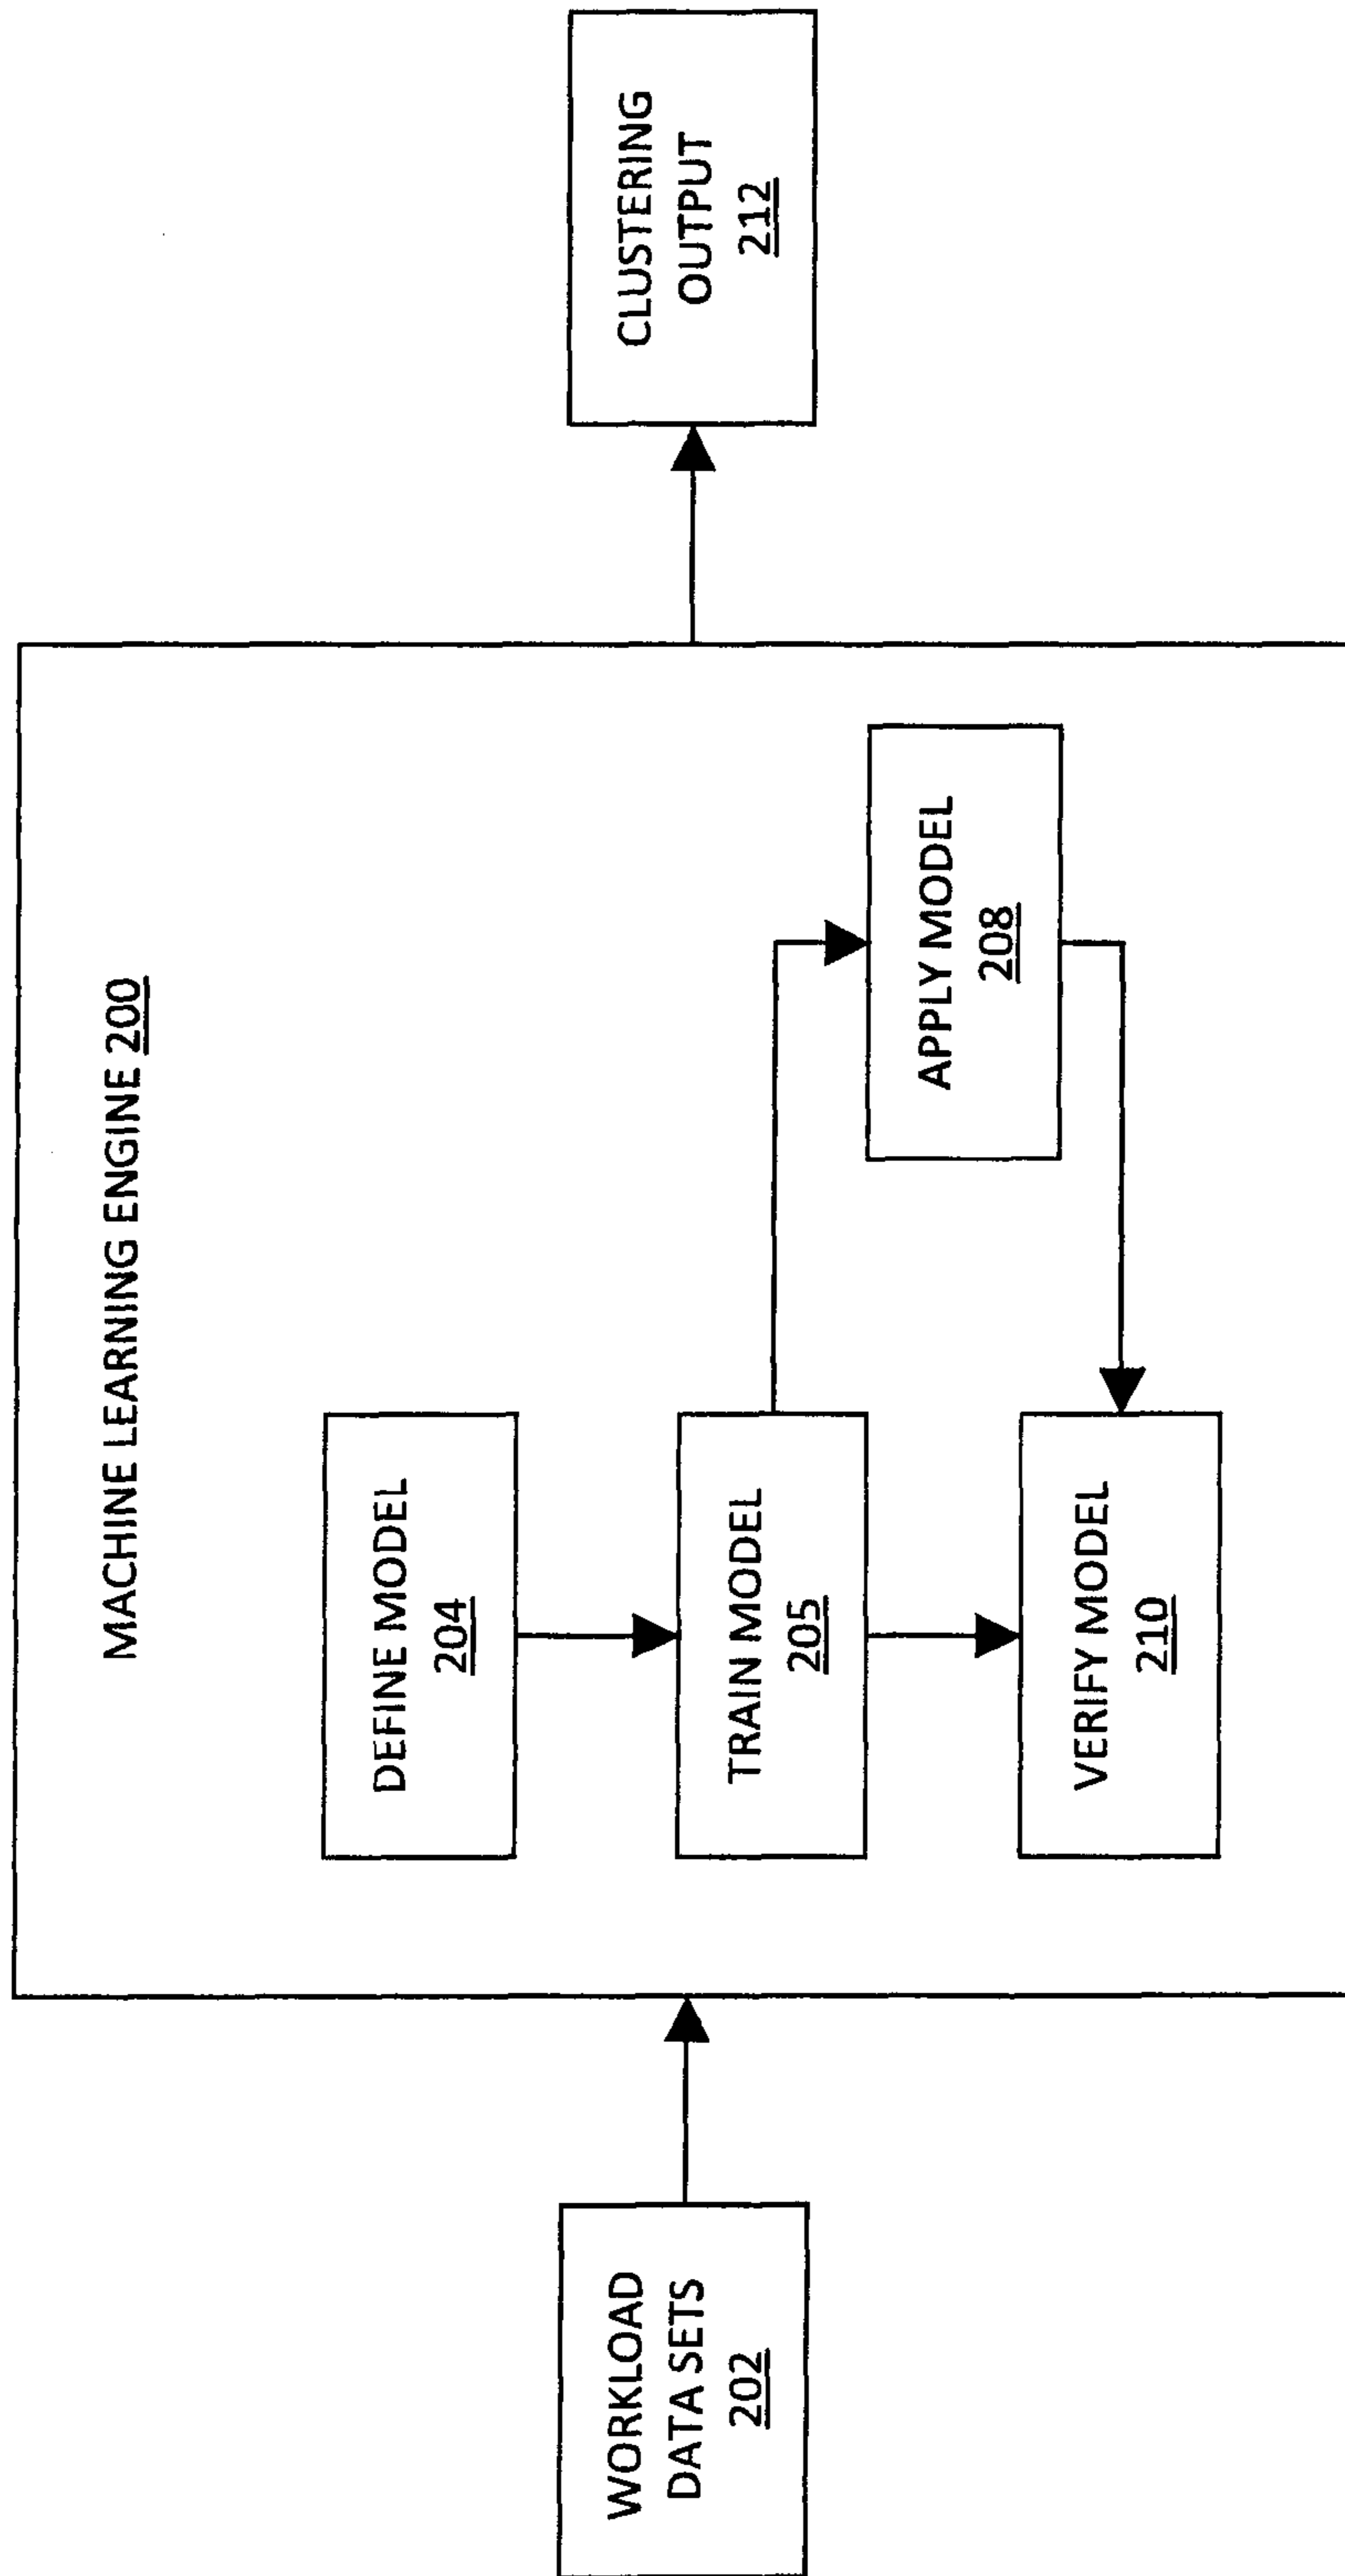 MACHINE LEARNING ENGINE 200
WORKLOAD
DATA SETS
202
DEFINE MODEL
204
TRAIN MODEL
205
VERIFY MODEL
210
APPLY MODEL
208
CLUSTERING
OUTPUT
212